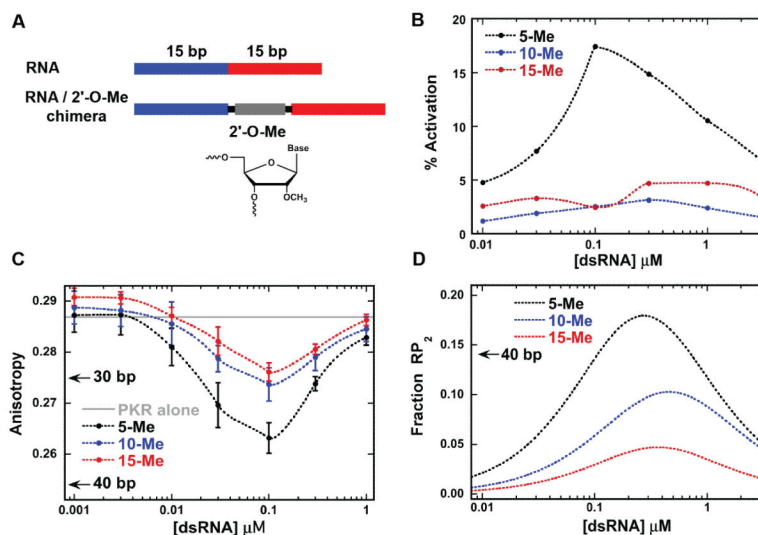 A
15 bp 15 bp
RNA
RNA / 2'-O-Me
chimera
2'-O-Me
O
O
Base
O OCH3
B
% Activation
20
15
10
5
0
5-Me
10-Me
15-Me
0.01 0.1 1
[dsRNA] μM
C
Anisotropy
0.29
0.28
0.27
0.26
30 bp
PKR alone
5-Me
10-Me
15-Me
40 bp
0.001 0.01 0.1 1
[dsRNA] μM
D
Fraction RP2
0.20
0.15
0.10
0.05
0.00
5-Me
10-Me
15-Me
40 bp
0.01 0.1 1
[dsRNA] μM